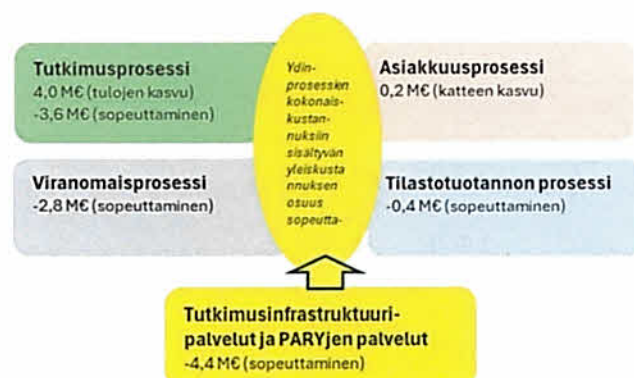 Tutkimusprosessi
4,0 M€ (tulojen kasvu)
-3,6 M€ (sopeuttaminen)
Ydin-
prosessien
kokonais-
kustan-
nuksiin
sisältyvän
yleiskusta
nnuksen
osuus
sopeutta-
Asiakkuusprosessi
0,2 M€ (katteen kasvu)
Viranomaisprosessi
-2,8 M€ (sopeuttaminen)
Tilastotuotannon prosessi
-0,4 M€ (sopeuttaminen)
Tutkimusinfrastruktuuri-
palvelut ja PARYjen palvelut
-4,4 M€ (sopeuttaminen)